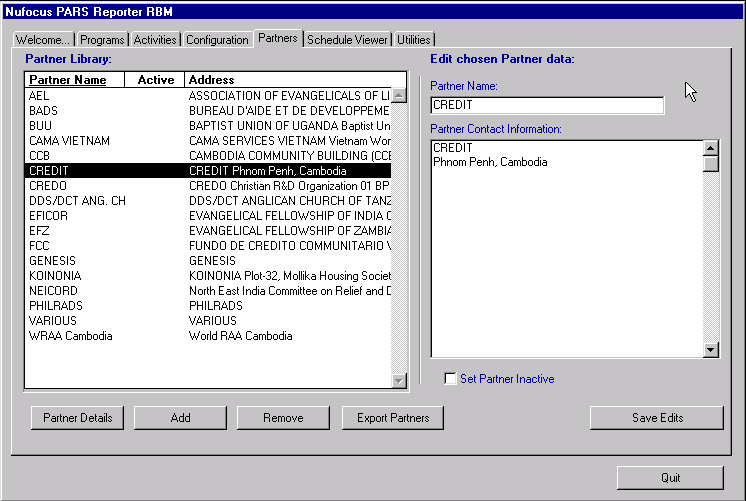 Nufocus PARS Reporter RBM
Welcome... Programs Activities Configuration Partners Schedule Viewer Utilities
Partner Library:
Partner Name Active Address
AEL ASSOCIATION OF EVANGELICALS OF LI
BADS BUREAU D'AIDE ET DE DEVELOPPEME
BUU BAPTIST UNION OF UGANDA Baptist Un
CAMA VIETNAM CAMA SERVICES VIETNAM Vietnam Wor
CCB CAMBODIA COMMUNITY BUILDING (CCB
CREDIT CREDIT Phnom Penh, Cambodia
CREDO CREDO Christian R&D Organization 01 BP
DDS/DCT ANG. CH DDS/DCT ANGLICAN CHURCH OF TANZ
EFICOR EVANGELICAL FELLOWSHIP OF INDIA C
EFZ EVANGELICAL FELLOWSHIP OF ZAMBIA
FCC FUNDO DE CREDITO COMMUNITARIO V
GENESIS GENESIS
KOINONIA KOINONIA Plot-32, Mollika Housing Societ
NEICORD North East India Committee on Relief and D
PHILRADS PHILRADS
VARIOUS VARIOUS
WRAA Cambodia World RAA Cambodia
Edit chosen Partner data:
Partner Name:
CREDIT
Partner Contact Information:
CREDIT
Phnom Penh, Cambodia
Set Partner Inactive
Partner Details Add Remove Export Partners Save Edits
Quit